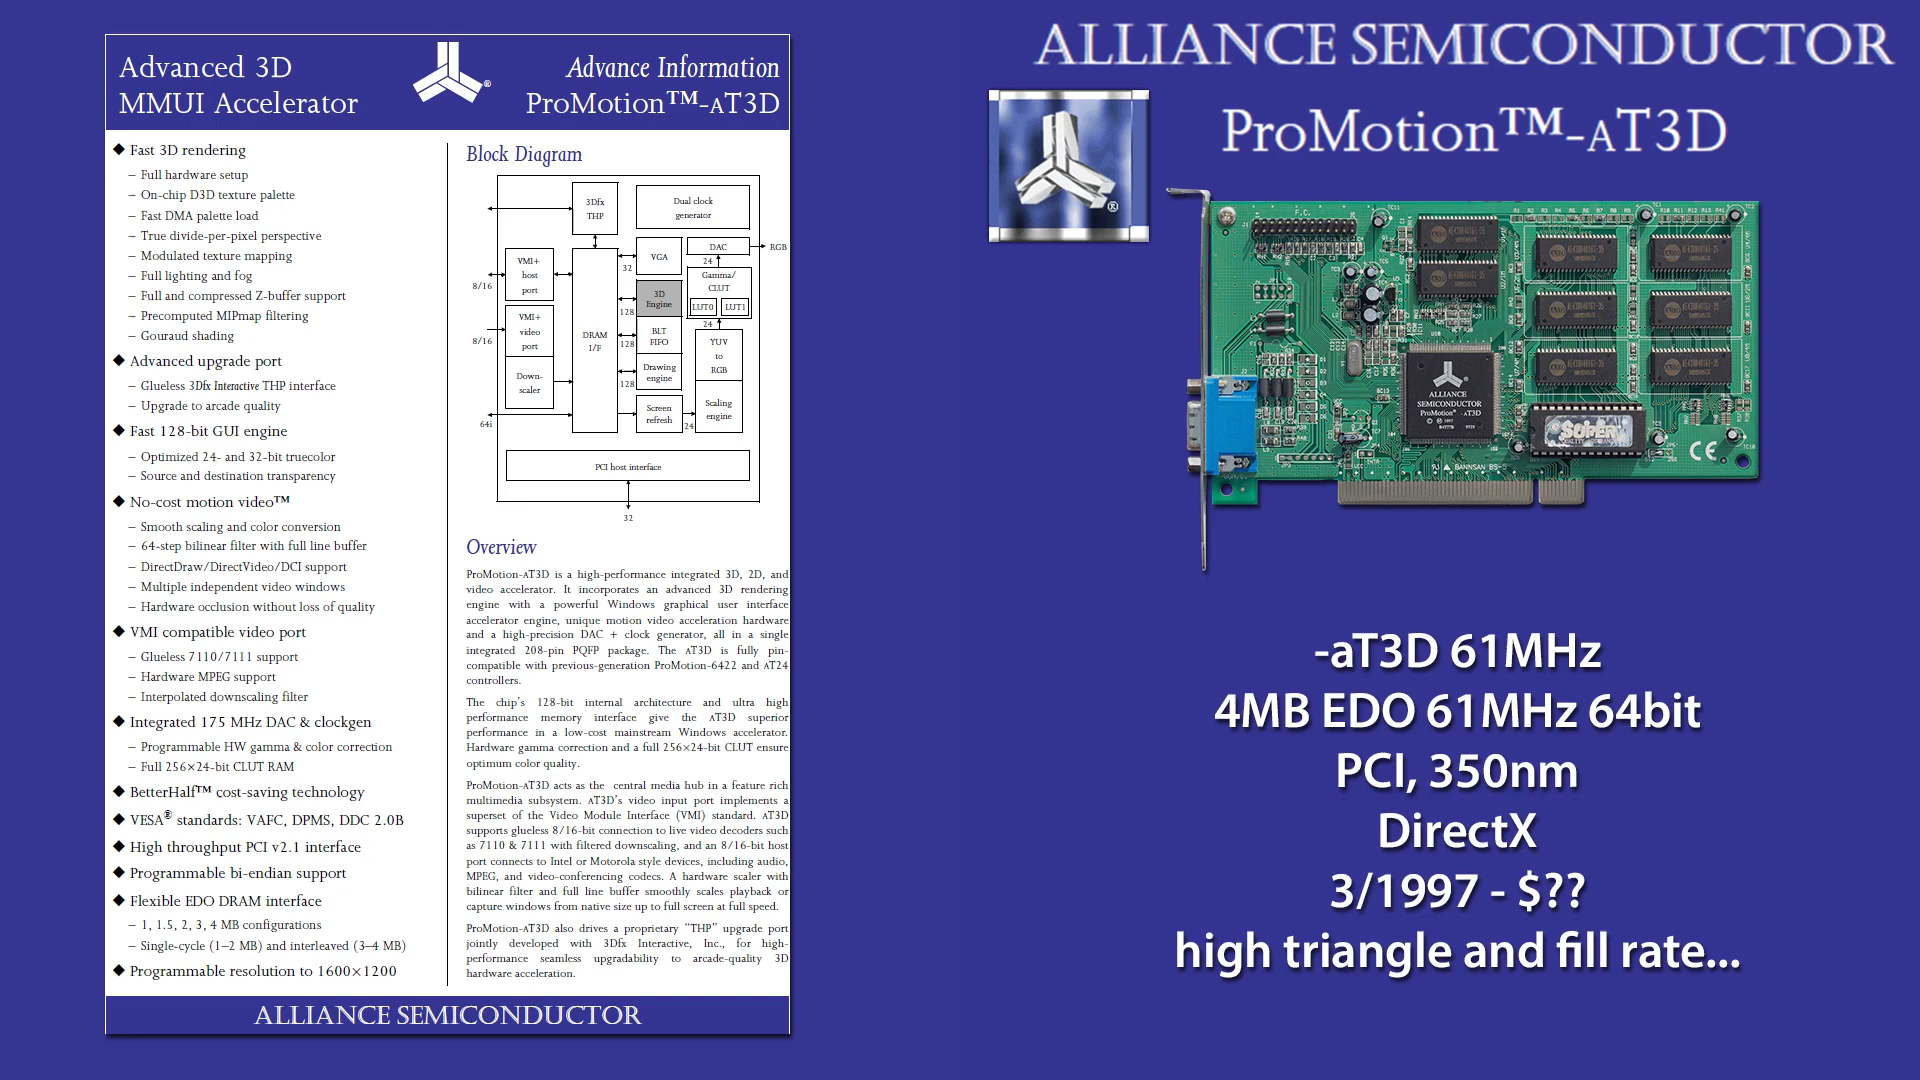 Advanced 3D
MMUI Accelerator
®
Advance Information
ProMotion™-AT3D
◆ Fast 3D rendering
– Full hardware setup
– On-chip D3D texture palette
– Fast DMA palette load
– True divide-per-pixel perspective
– Modulated texture mapping
– Full lighting and fog
– Full and compressed Z-buffer support
– Precomputed MIPmap filtering
– Gouraud shading
◆ Advanced upgrade port
– Glueless 3Dfx Interactive THP interface
– Upgrade to arcade quality
◆ Fast 128-bit GUI engine
– Optimized 24- and 32-bit truecolor
– Source and destination transparency
◆ No-cost motion video™
– Smooth scaling and color conversion
– 64-step bilinear filter with full line buffer
– DirectDraw/DirectVideo/DCI support
– Multiple independent video windows
– Hardware occlusion without loss of quality
◆ VMI compatible video port
– Glueless 7110/7111 support
– Hardware MPEG support
– Interpolated downscaling filter
◆ Integrated 175 MHz DAC & clockgen
– Programmable HW gamma & color correction
– Full 256×24-bit CLUT RAM
◆ BetterHalf™ cost-saving technology
◆ VESA® standards: VAFC, DPMS, DDC 2.0B
◆ High throughput PCI v2.1 interface
◆ Programmable bi-endian support
◆ Flexible EDO DRAM interface
– 1, 1.5, 2, 3, 4 MB configurations
– Single-cycle (1–2 MB) and interleaved (3–4 MB)
◆ Programmable resolution to 1600×1200
Block Diagram
3Dfx
THP
Dual clock
generator
DAC
RGB
24
VGA
32
Gamma/
CLUT
LUT0
LUT1
24
VMI+
host
port
8/16
3D
Engine
128
VMI+
video
port
8/16
DRAM
I/F
BLT
FIFO
128
YUV
to
RGB
Down-
scaler
Drawing
engine
128
Screen
refresh
24
Scaling
engine
64i
PCI host interface
32
Overview
ProMotion-AT3D is a high-performance integrated 3D, 2D, and
video accelerator. It incorporates an advanced 3D rendering
engine with a powerful Windows graphical user interface
accelerator engine, unique motion video acceleration hardware
and a high-precision DAC + clock generator, all in a single
integrated 208-pin PQFP package. The AT3D is fully pin-
compatible with previous-generation ProMotion-6422 and AT24
controllers.
The chip's 128-bit internal architecture and ultra high
performance memory interface give the AT3D superior
performance in a low-cost mainstream Windows accelerator.
Hardware gamma correction and a full 256×24-bit CLUT ensure
optimum color quality.
ProMotion-AT3D acts as the central media hub in a feature rich
multimedia subsystem. AT3D's video input port implements a
superset of the Video Module Interface (VMI) standard. AT3D
supports glueless 8/16-bit connection to live video decoders such
as 7110 & 7111 with filtered downscaling, and an 8/16-bit host
port connects to Intel or Motorola style devices, including audio,
MPEG, and video-conferencing codecs. A hardware scaler with
bilinear filter and full line buffer smoothly scales playback or
capture windows from native size up to full screen at full speed.
ProMotion-AT3D also drives a proprietary "THP" upgrade port
jointly developed with 3Dfx Interactive, Inc., for high-
performance seamless upgradability to arcade-quality 3D
hardware acceleration.
ALLIANCE SEMICONDUCTOR
ALLIANCE SEMICONDUCTOR
ProMotion™-AT3D
®
F.C.
ALLIANCE
SEMICONDUCTOR
ProMotion® -AT3D
SUPER
CE
BANNSAN
-aT3D 61MHz
4MB EDO 61MHz 64bit
PCI, 350nm
DirectX
3/1997 - $??
high triangle and fill rate...